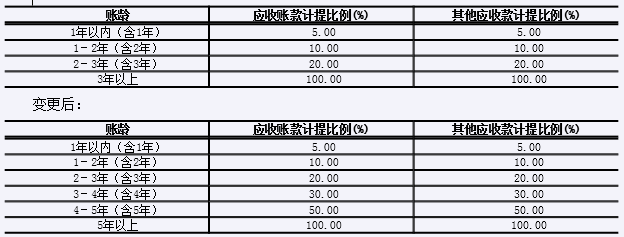 账龄 应收账款计提比例(%) 其他应收款计提比例(%)
1年以内（含1年） 5.00 5.00
1－2年（含2年） 10.00 10.00
2－3年（含3年） 20.00 20.00
3年以上 100.00 100.00
变更后：
账龄 应收账款计提比例(%) 其他应收款计提比例(%)
1年以内（含1年） 5.00 5.00
1－2年（含2年） 10.00 10.00
2－3年（含3年） 20.00 20.00
3－4年（含4年） 30.00 30.00
4－5年（含5年） 50.00 50.00
5年以上 100.00 100.00